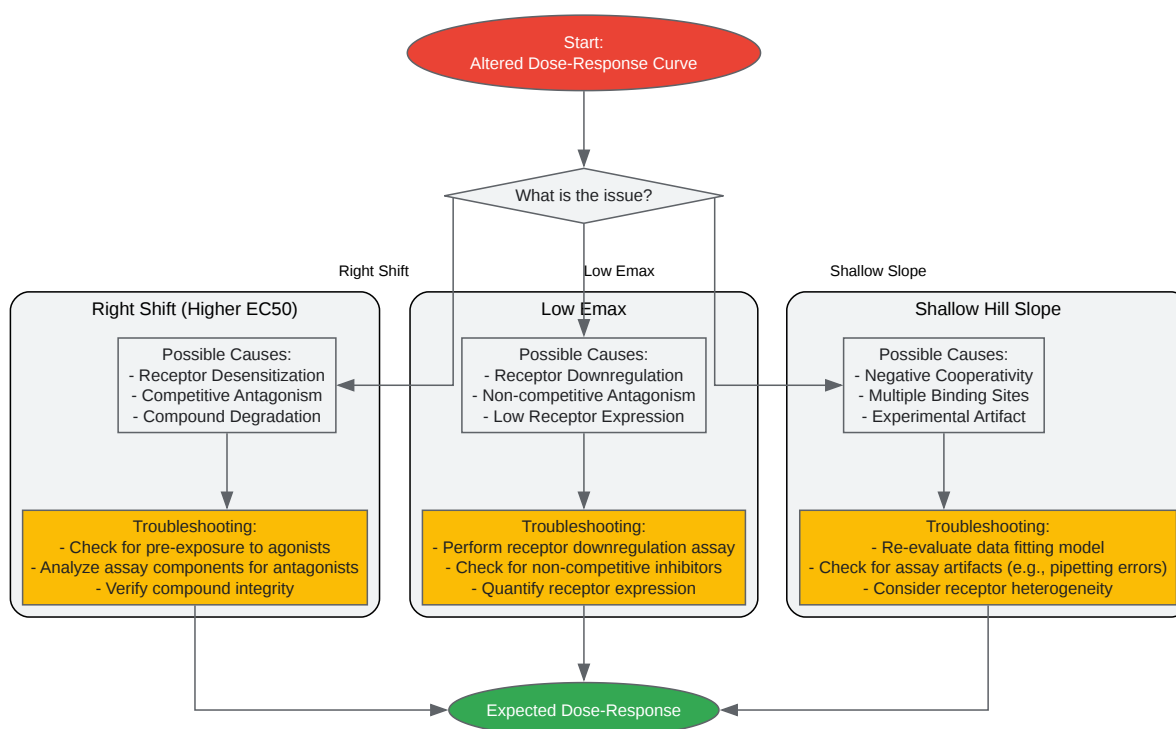 Start:
Altered Dose-Response Curve
What is the issue?
Right Shift
Low Emax
Shallow Slope
Right Shift (Higher EC50)
Possible Causes:
- Receptor Desensitization
- Competitive Antagonism
- Compound Degradation
Troubleshooting:
- Check for pre-exposure to agonists
- Analyze assay components for antagonists
- Verify compound integrity
Low Emax
Possible Causes:
- Receptor Downregulation
- Non-competitive Antagonism
- Low Receptor Expression
Troubleshooting:
- Perform receptor downregulation assay
- Check for non-competitive inhibitors
- Quantify receptor expression
Shallow Hill Slope
Possible Causes:
- Negative Cooperativity
- Multiple Binding Sites
- Experimental Artifact
Troubleshooting:
- Re-evaluate data fitting model
- Check for assay artifacts (e.g., pipetting errors)
- Consider receptor heterogeneity
Expected Dose-Response